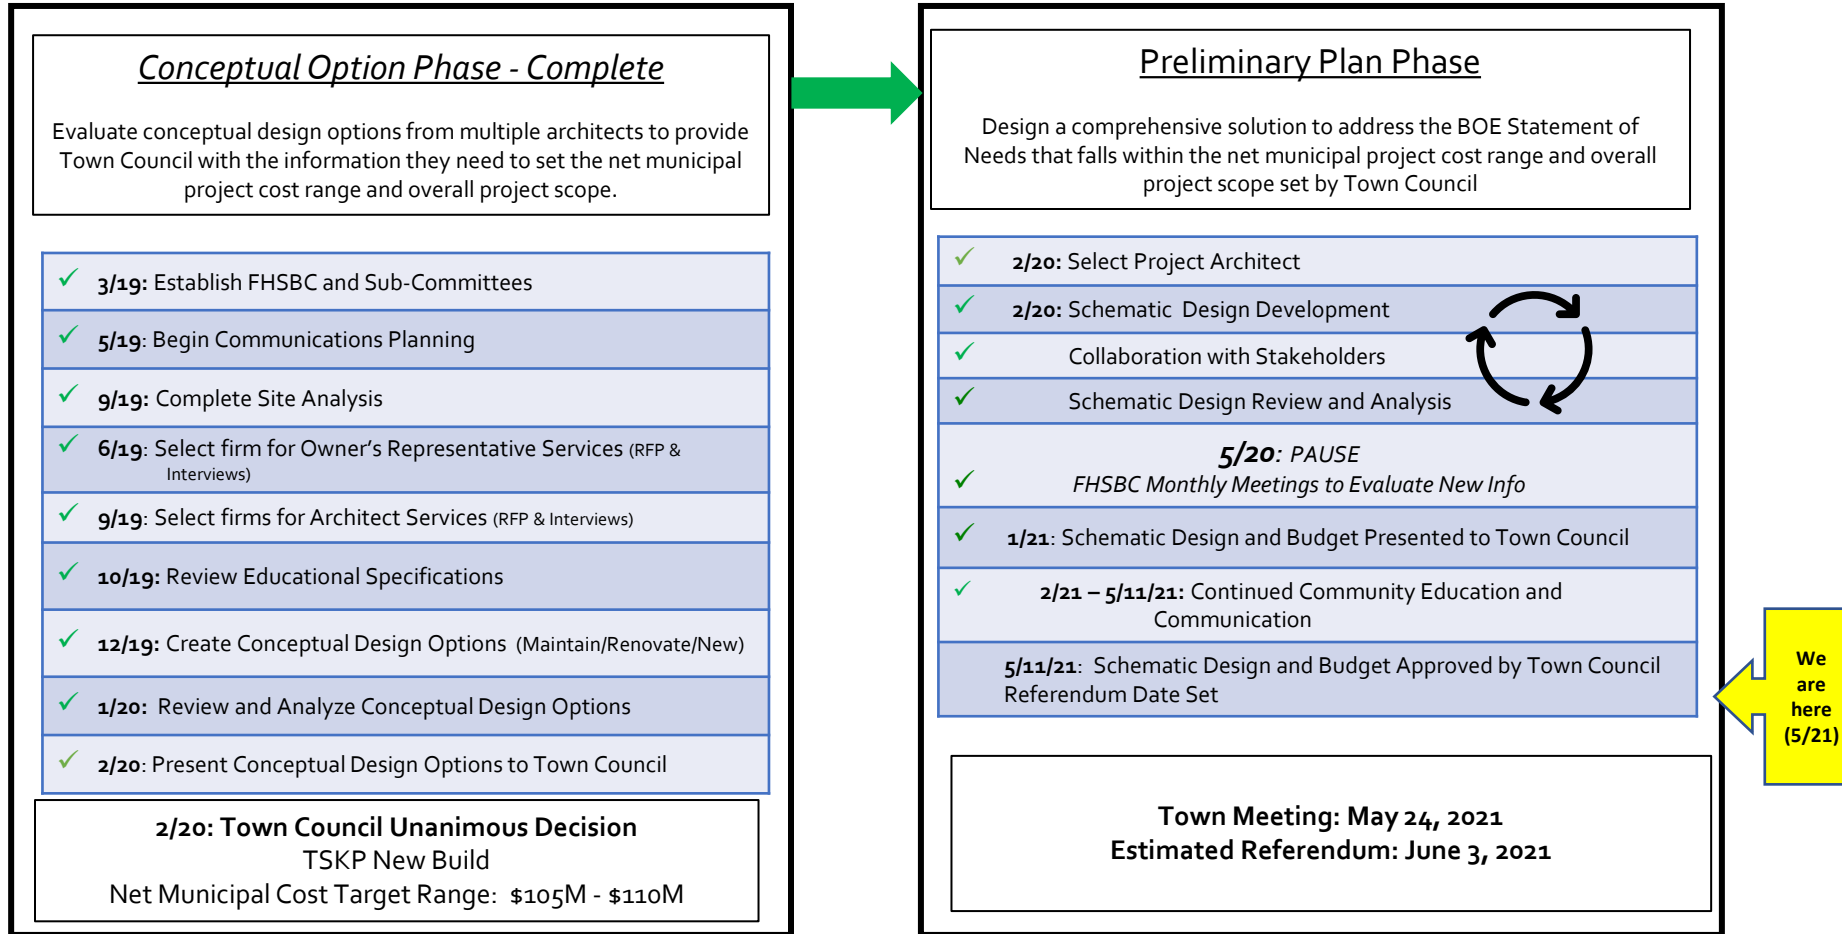 Conceptual Option Phase - Complete
Evaluate conceptual design options from multiple architects to provide
Town Council with the information they need to set the net municipal
project cost range and overall project scope.
3/19: Establish FHSBC and Sub-Committees
5/19: Begin Communications Planning
9/19: Complete Site Analysis
6/19: Select firm for Owner's Representative Services (RFP &
Interviews)
9/19: Select firms for Architect Services (RFP & Interviews)
10/19: Review Educational Specifications
12/19: Create Conceptual Design Options (Maintain/Renovate/New)
1/20: Review and Analyze Conceptual Design Options
2/20: Present Conceptual Design Options to Town Council
2/20: Town Council Unanimous Decision
TSKP New Build
Net Municipal Cost Target Range: $105M - $110M
Preliminary Plan Phase
Design a comprehensive solution to address the BOE Statement of
Needs that falls within the net municipal project cost range and overall
project scope set by Town Council
2/20: Select Project Architect
2/20: Schematic Design Development
Collaboration with Stakeholders
Schematic Design Review and Analysis
5/20: PAUSE
FHSBC Monthly Meetings to Evaluate New Info
1/21: Schematic Design and Budget Presented to Town Council
2/21 – 5/11/21: Continued Community Education and
Communication
5/11/21: Schematic Design and Budget Approved by Town Council
Referendum Date Set
Town Meeting: May 24, 2021
Estimated Referendum: June 3, 2021
We
are
here
(5/21)